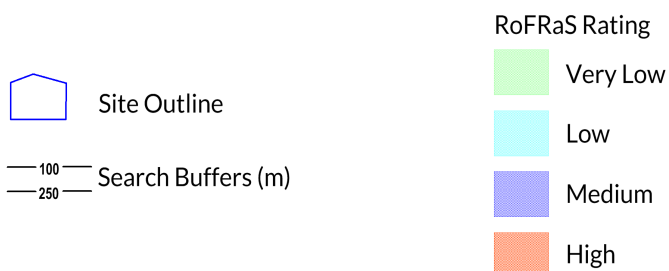 RoFRaS Rating
Very Low
Site Outline
Low
100
Search Buffers (m)
250
Medium
High